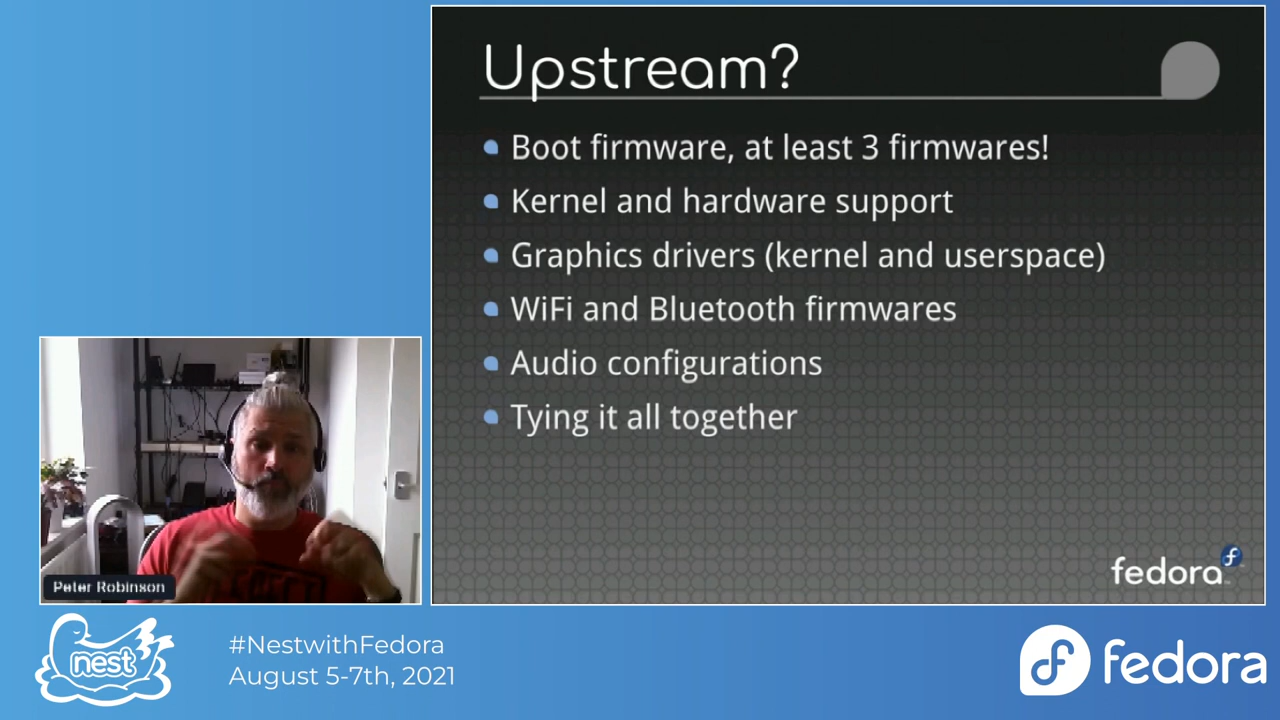 Upstream?
Boot firmware, at least 3 firmwares!
Kernel and hardware support
Graphics drivers (kernel and userspace)
WiFi and Bluetooth firmwares
Audio configurations
Tying it all together
fedora
Peter Robinson
nest
#NestwithFedora
August 5-7th, 2021
fedora